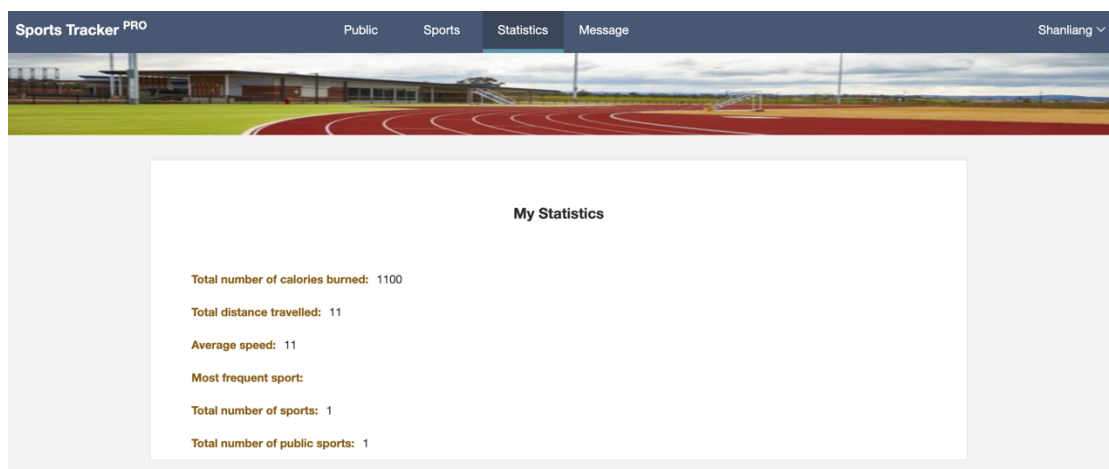 Sports Tracker PRO Public Sports Statistics Message Shanliang
My Statistics
Total number of calories burned: 1100
Total distance travelled: 11
Average speed: 11
Most frequent sport:
Total number of sports: 1
Total number of public sports: 1